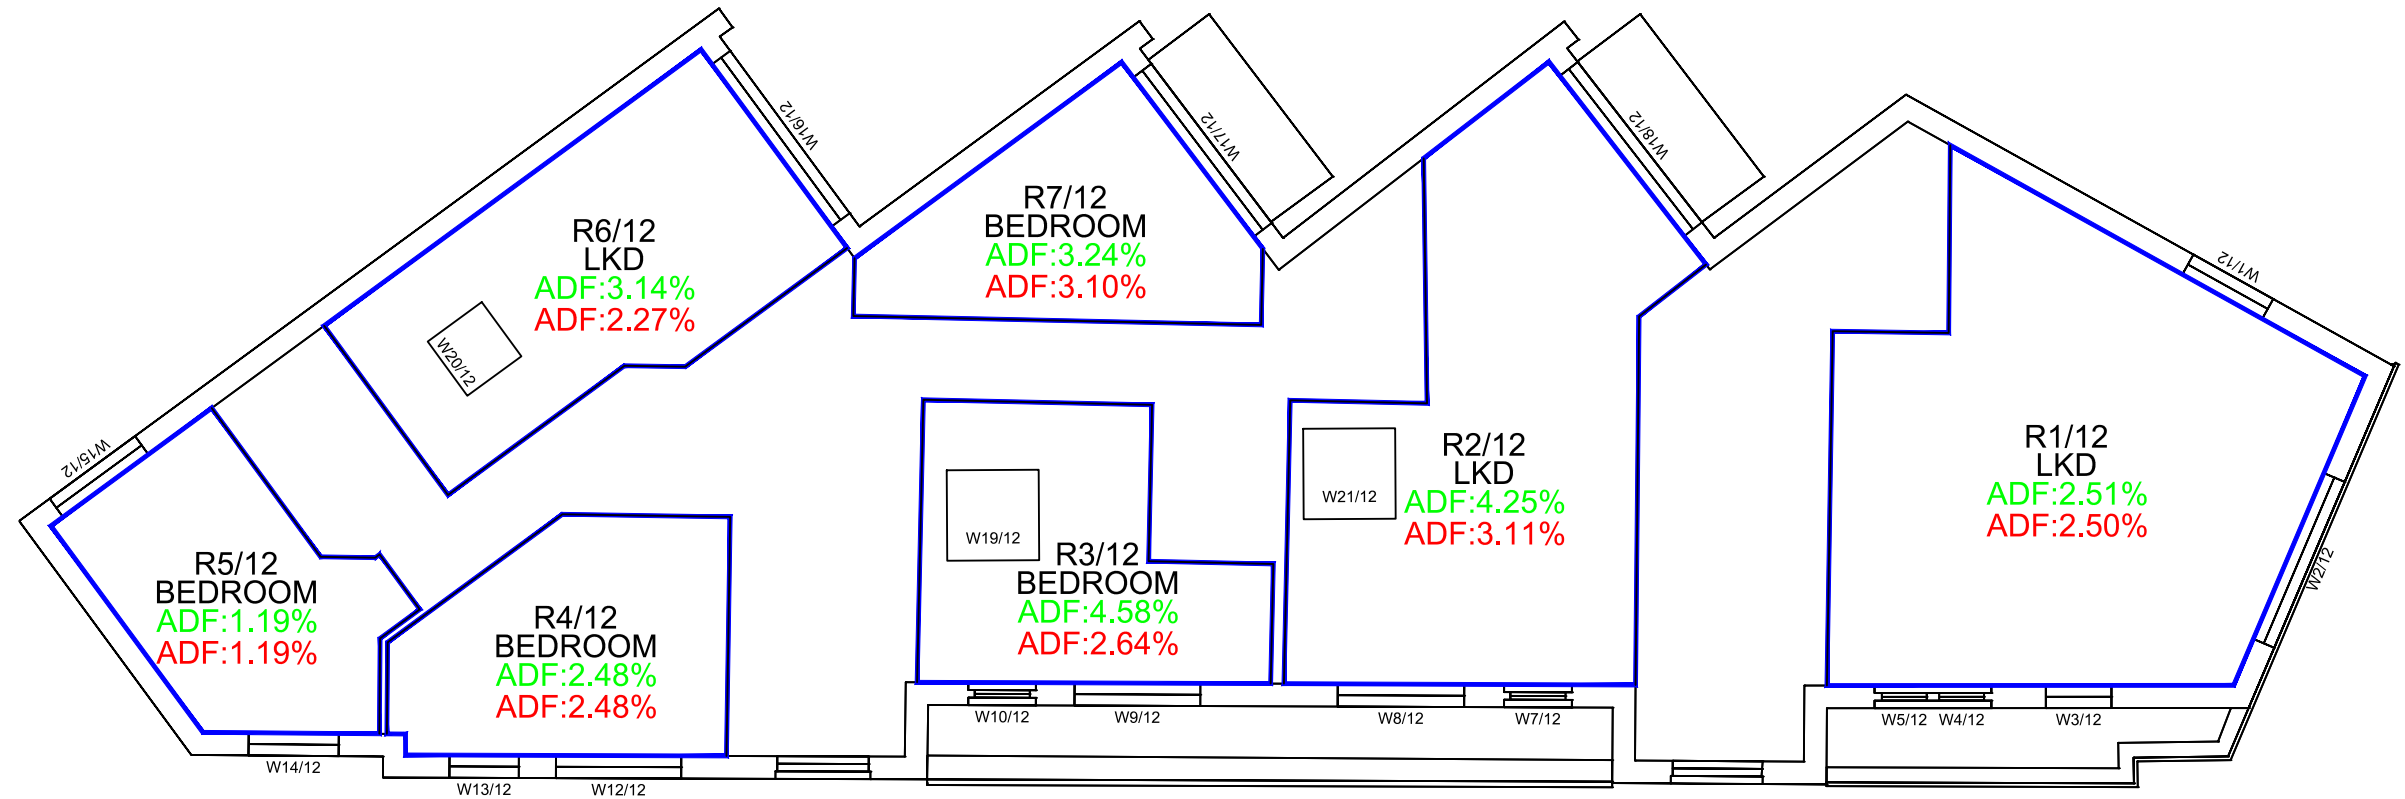 W16/12
W17/12
W18/12
R7/12
BEDROOM
ADF:3.24%
ADF:3.10%
R6/12
LKD
ADF:3.14%
ADF:2.27%
W1/12
W20/12
W15/12
R1/12
LKD
ADF:2.51%
ADF:2.50%
R2/12
LKD
ADF:4.25%
ADF:3.11%
W21/12
W19/12
R3/12
BEDROOM
ADF:4.58%
ADF:2.64%
R5/12
BEDROOM
ADF:1.19%
ADF:1.19%
W2/12
R4/12
BEDROOM
ADF:2.48%
ADF:2.48%
W10/12
W9/12
W8/12
W7/12
W5/12
W4/12
W3/12
W14/12
W13/12
W12/12